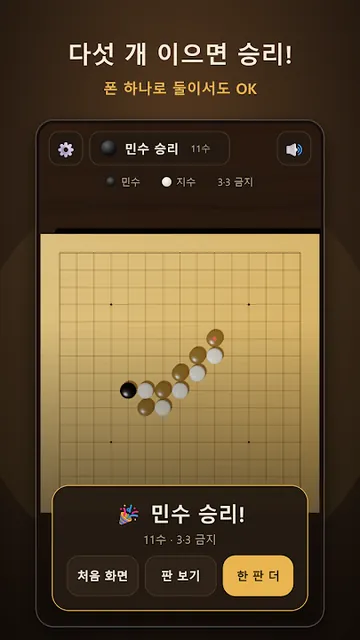 다섯 개 이으면 승리!
폰 하나로 둘이서도 OK
민수 승리 11수
민수 지수 3·3 금지
민수 승리!
11수 · 3·3 금지
처음 화면 판 보기 한 판 더